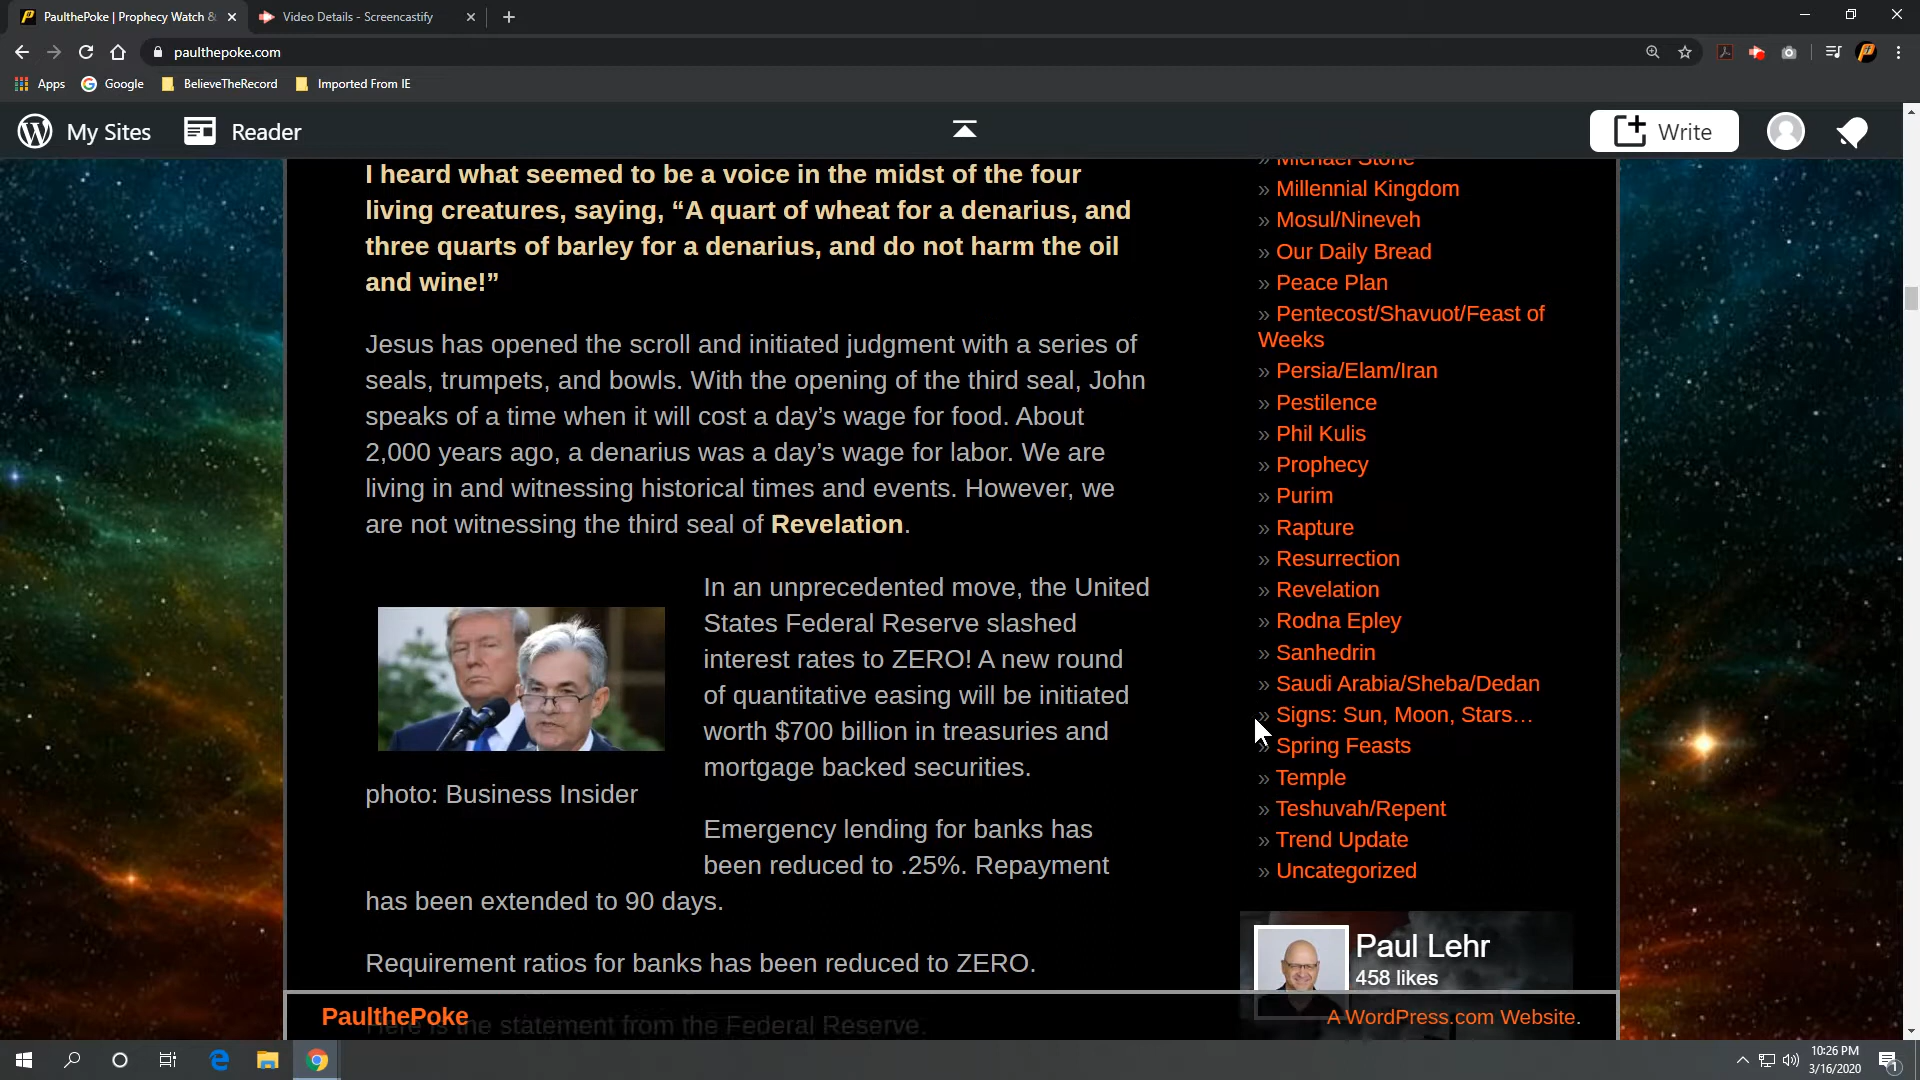 PaulthePoke | Prophecy Watch &
Video Details - Screencastify
paulthepoke.com
Apps
Google
BelieveTheRecord
Imported From IE
My Sites
Reader
Write
I heard what seemed to be a voice in the midst of the four
living creatures, saying, “A quart of wheat for a denarius, and
three quarts of barley for a denarius, and do not harm the oil
and wine!”
Jesus has opened the scroll and initiated judgment with a series of
seals, trumpets, and bowls. With the opening of the third seal, John
speaks of a time when it will cost a day’s wage for food. About
2,000 years ago, a denarius was a day’s wage for labor. We are
living in and witnessing historical times and events. However, we
are not witnessing the third seal of Revelation.
In an unprecedented move, the United
States Federal Reserve slashed
interest rates to ZERO! A new round
of quantitative easing will be initiated
worth $700 billion in treasuries and
mortgage backed securities.
photo: Business Insider
Emergency lending for banks has
been reduced to .25%. Repayment
has been extended to 90 days.
Requirement ratios for banks has been reduced to ZERO.
Here is the statement from the Federal Reserve.
» Michael Stone
» Millennial Kingdom
» Mosul/Nineveh
» Our Daily Bread
» Peace Plan
» Pentecost/Shavuot/Feast of
Weeks
» Persia/Elam/Iran
» Pestilence
» Phil Kulis
» Prophecy
» Purim
» Rapture
» Resurrection
» Revelation
» Rodna Epley
» Sanhedrin
» Saudi Arabia/Sheba/Dedan
» Signs: Sun, Moon, Stars…
» Spring Feasts
» Temple
» Teshuvah/Repent
» Trend Update
» Uncategorized
Paul Lehr
458 likes
PaulthePoke
A WordPress.com Website.
10:26 PM
3/16/2020
1